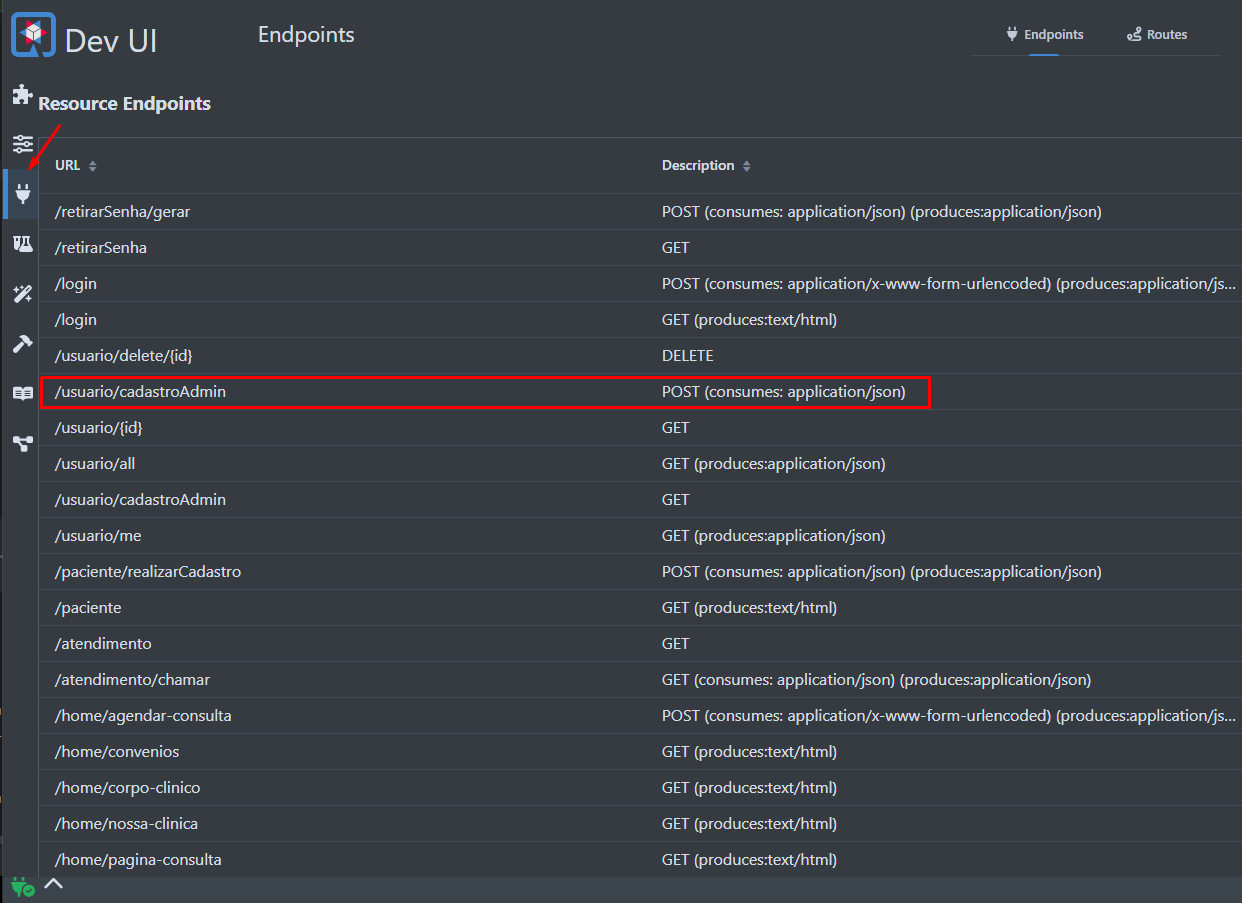 Dev UI
Endpoints
Endpoints
Routes
Resource Endpoints
URL Description
/retirarSenha/gerar POST (consumes: application/json) (produces:application/json)
/retirarSenha GET
/login POST (consumes: application/x-www-form-urlencoded) (produces:application/js...
/login GET (produces:text/html)
/usuario/delete/{id} DELETE
/usuario/cadastroAdmin POST (consumes: application/json)
/usuario/{id} GET
/usuario/all GET (produces:application/json)
/usuario/cadastroAdmin GET
/usuario/me GET (produces:application/json)
/paciente/realizarCadastro POST (consumes: application/json) (produces:application/json)
/paciente GET (produces:text/html)
/atendimento GET
/atendimento/chamar GET (consumes: application/json) (produces:application/json)
/home/agendar-consulta POST (consumes: application/x-www-form-urlencoded) (produces:application/js...
/home/convenios GET (produces:text/html)
/home/corpo-clinico GET (produces:text/html)
/home/nossa-clinica GET (produces:text/html)
/home/pagina-consulta GET (produces:text/html)